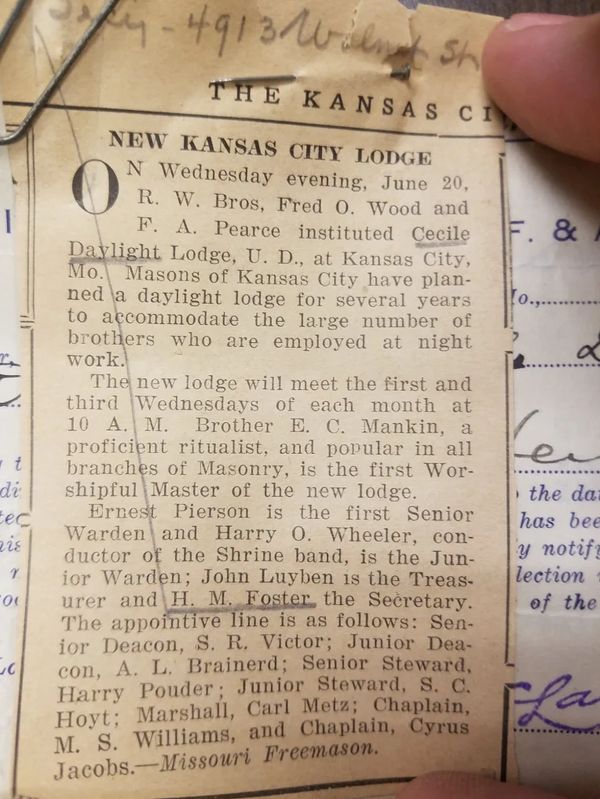 4913 Walnut St
THE KANSAS CI
NEW KANSAS CITY LODGE
ON Wednesday evening, June 20,
R. W. Bros, Fred O. Wood and
F. A. Pearce instituted Cecile
Daylight Lodge, U. D., at Kansas City,
Mo. Masons of Kansas City have plan-
ned a daylight lodge for several years
to accommodate the large number of
brothers who are employed at night
work.
The new lodge will meet the first and
third Wednesdays of each month at
10 A. M. Brother E. C. Mankin, a
proficient ritualist, and popular in all
branches of Masonry, is the first Wor-
shipful Master of the new lodge.
Ernest Pierson is the first Senior
Warden and Harry O. Wheeler, con-
ductor of the Shrine band, is the Jun-
ior Warden; John Luyben is the Treas-
urer and H. M. Foster the Secretary.
The appointive line is as follows: Sen-
ior Deacon, S. R. Victor; Junior Dea-
con, A. L. Brainerd; Senior Steward,
Harry Pouder; Junior Steward, S. C.
Hoyt; Marshall, Carl Metz; Chaplain,
M. S. Williams, and Chaplain, Cyrus
Jacobs.—Missouri Freemason.
F. &
the
has
y
of the